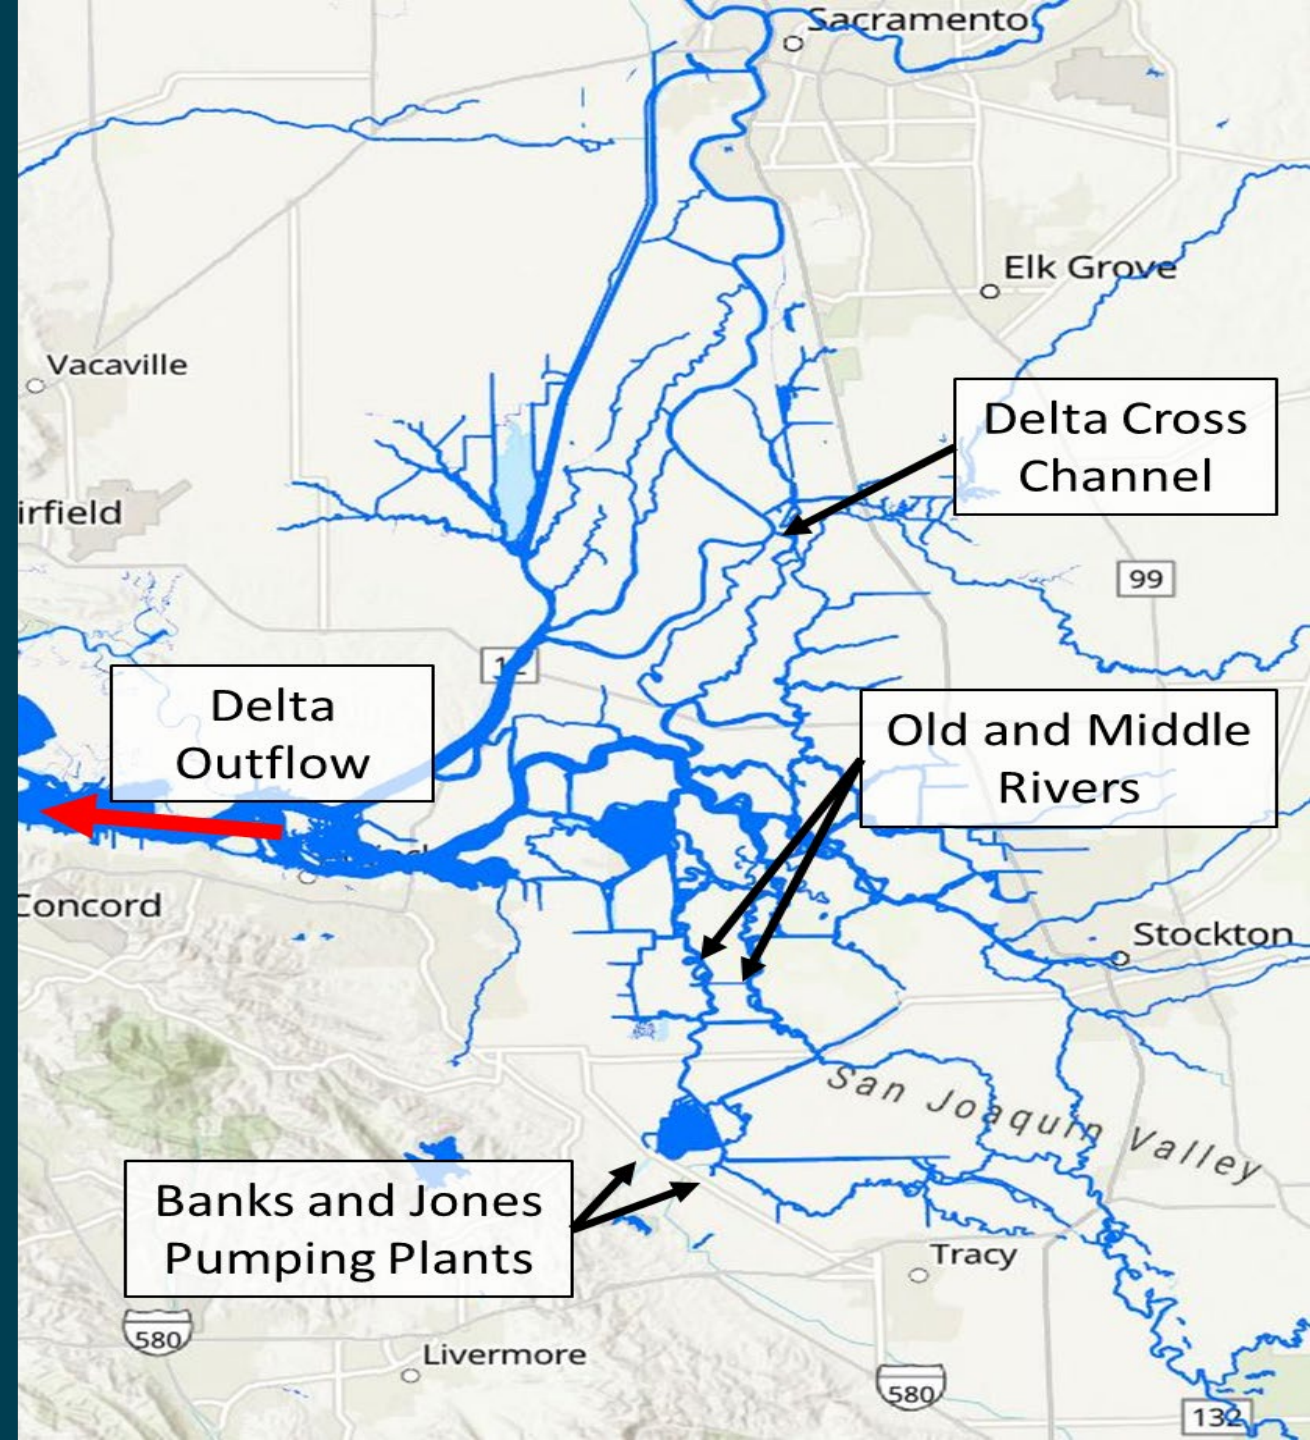 Sacramento
Elk Grove
Vacaville
Delta Cross
Channel
irfield
99
Delta
Outflow
Old and Middle
Rivers
Concord
Stockton
San Joaquin Valley
Banks and Jones
Pumping Plants
Tracy
580
Livermore
580
132